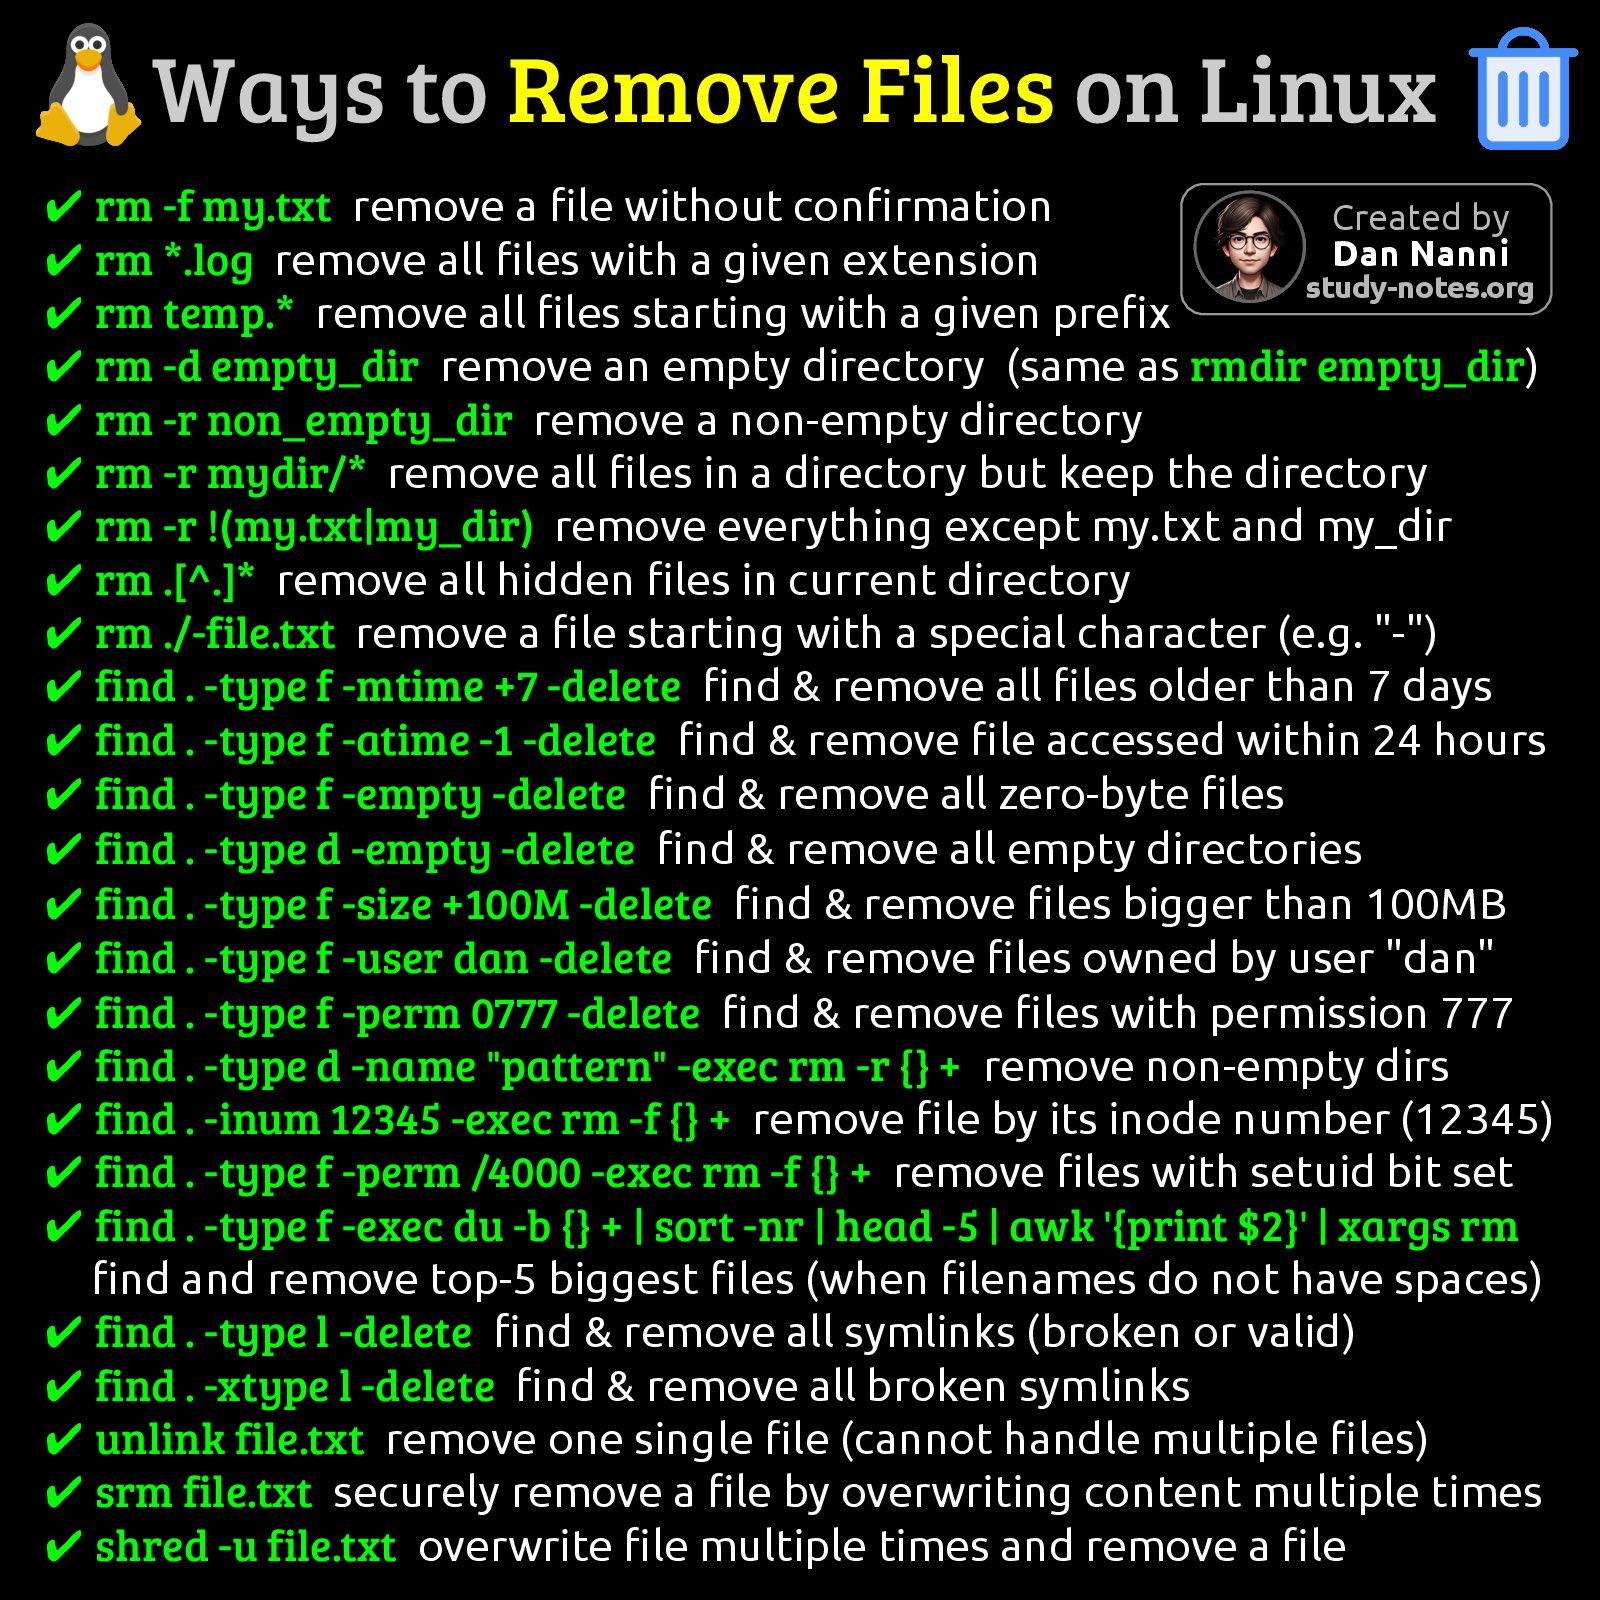 Ways to Remove Files on Linux
Created by
Dan Nanni
study-notes.org
✔ rm -f my.txt remove a file without confirmation
✔ rm *.log remove all files with a given extension
✔ rm temp.* remove all files starting with a given prefix
✔ rm -d empty_dir remove an empty directory (same as rmdir empty_dir)
✔ rm -r non_empty_dir remove a non-empty directory
✔ rm -r mydir/* remove all files in a directory but keep the directory
✔ rm -r !(my.txt|my_dir) remove everything except my.txt and my_dir
✔ rm .[^.]* remove all hidden files in current directory
✔ rm ./-file.txt remove a file starting with a special character (e.g. "-")
✔ find . -type f -mtime +7 -delete find & remove all files older than 7 days
✔ find . -type f -atime -1 -delete find & remove file accessed within 24 hours
✔ find . -type f -empty -delete find & remove all zero-byte files
✔ find . -type d -empty -delete find & remove all empty directories
✔ find . -type f -size +100M -delete find & remove files bigger than 100MB
✔ find . -type f -user dan -delete find & remove files owned by user "dan"
✔ find . -type f -perm 0777 -delete find & remove files with permission 777
✔ find . -type d -name "pattern" -exec rm -r {} + remove non-empty dirs
✔ find . -inum 12345 -exec rm -f {} + remove file by its inode number (12345)
✔ find . -type f -perm /4000 -exec rm -f {} + remove files with setuid bit set
✔ find . -type f -exec du -b {} + | sort -nr | head -5 | awk '{print $2}' | xargs rm
find and remove top-5 biggest files (when filenames do not have spaces)
✔ find . -type l -delete find & remove all symlinks (broken or valid)
✔ find . -xtype l -delete find & remove all broken symlinks
✔ unlink file.txt remove one single file (cannot handle multiple files)
✔ srm file.txt securely remove a file by overwriting content multiple times
✔ shred -u file.txt overwrite file multiple times and remove a file